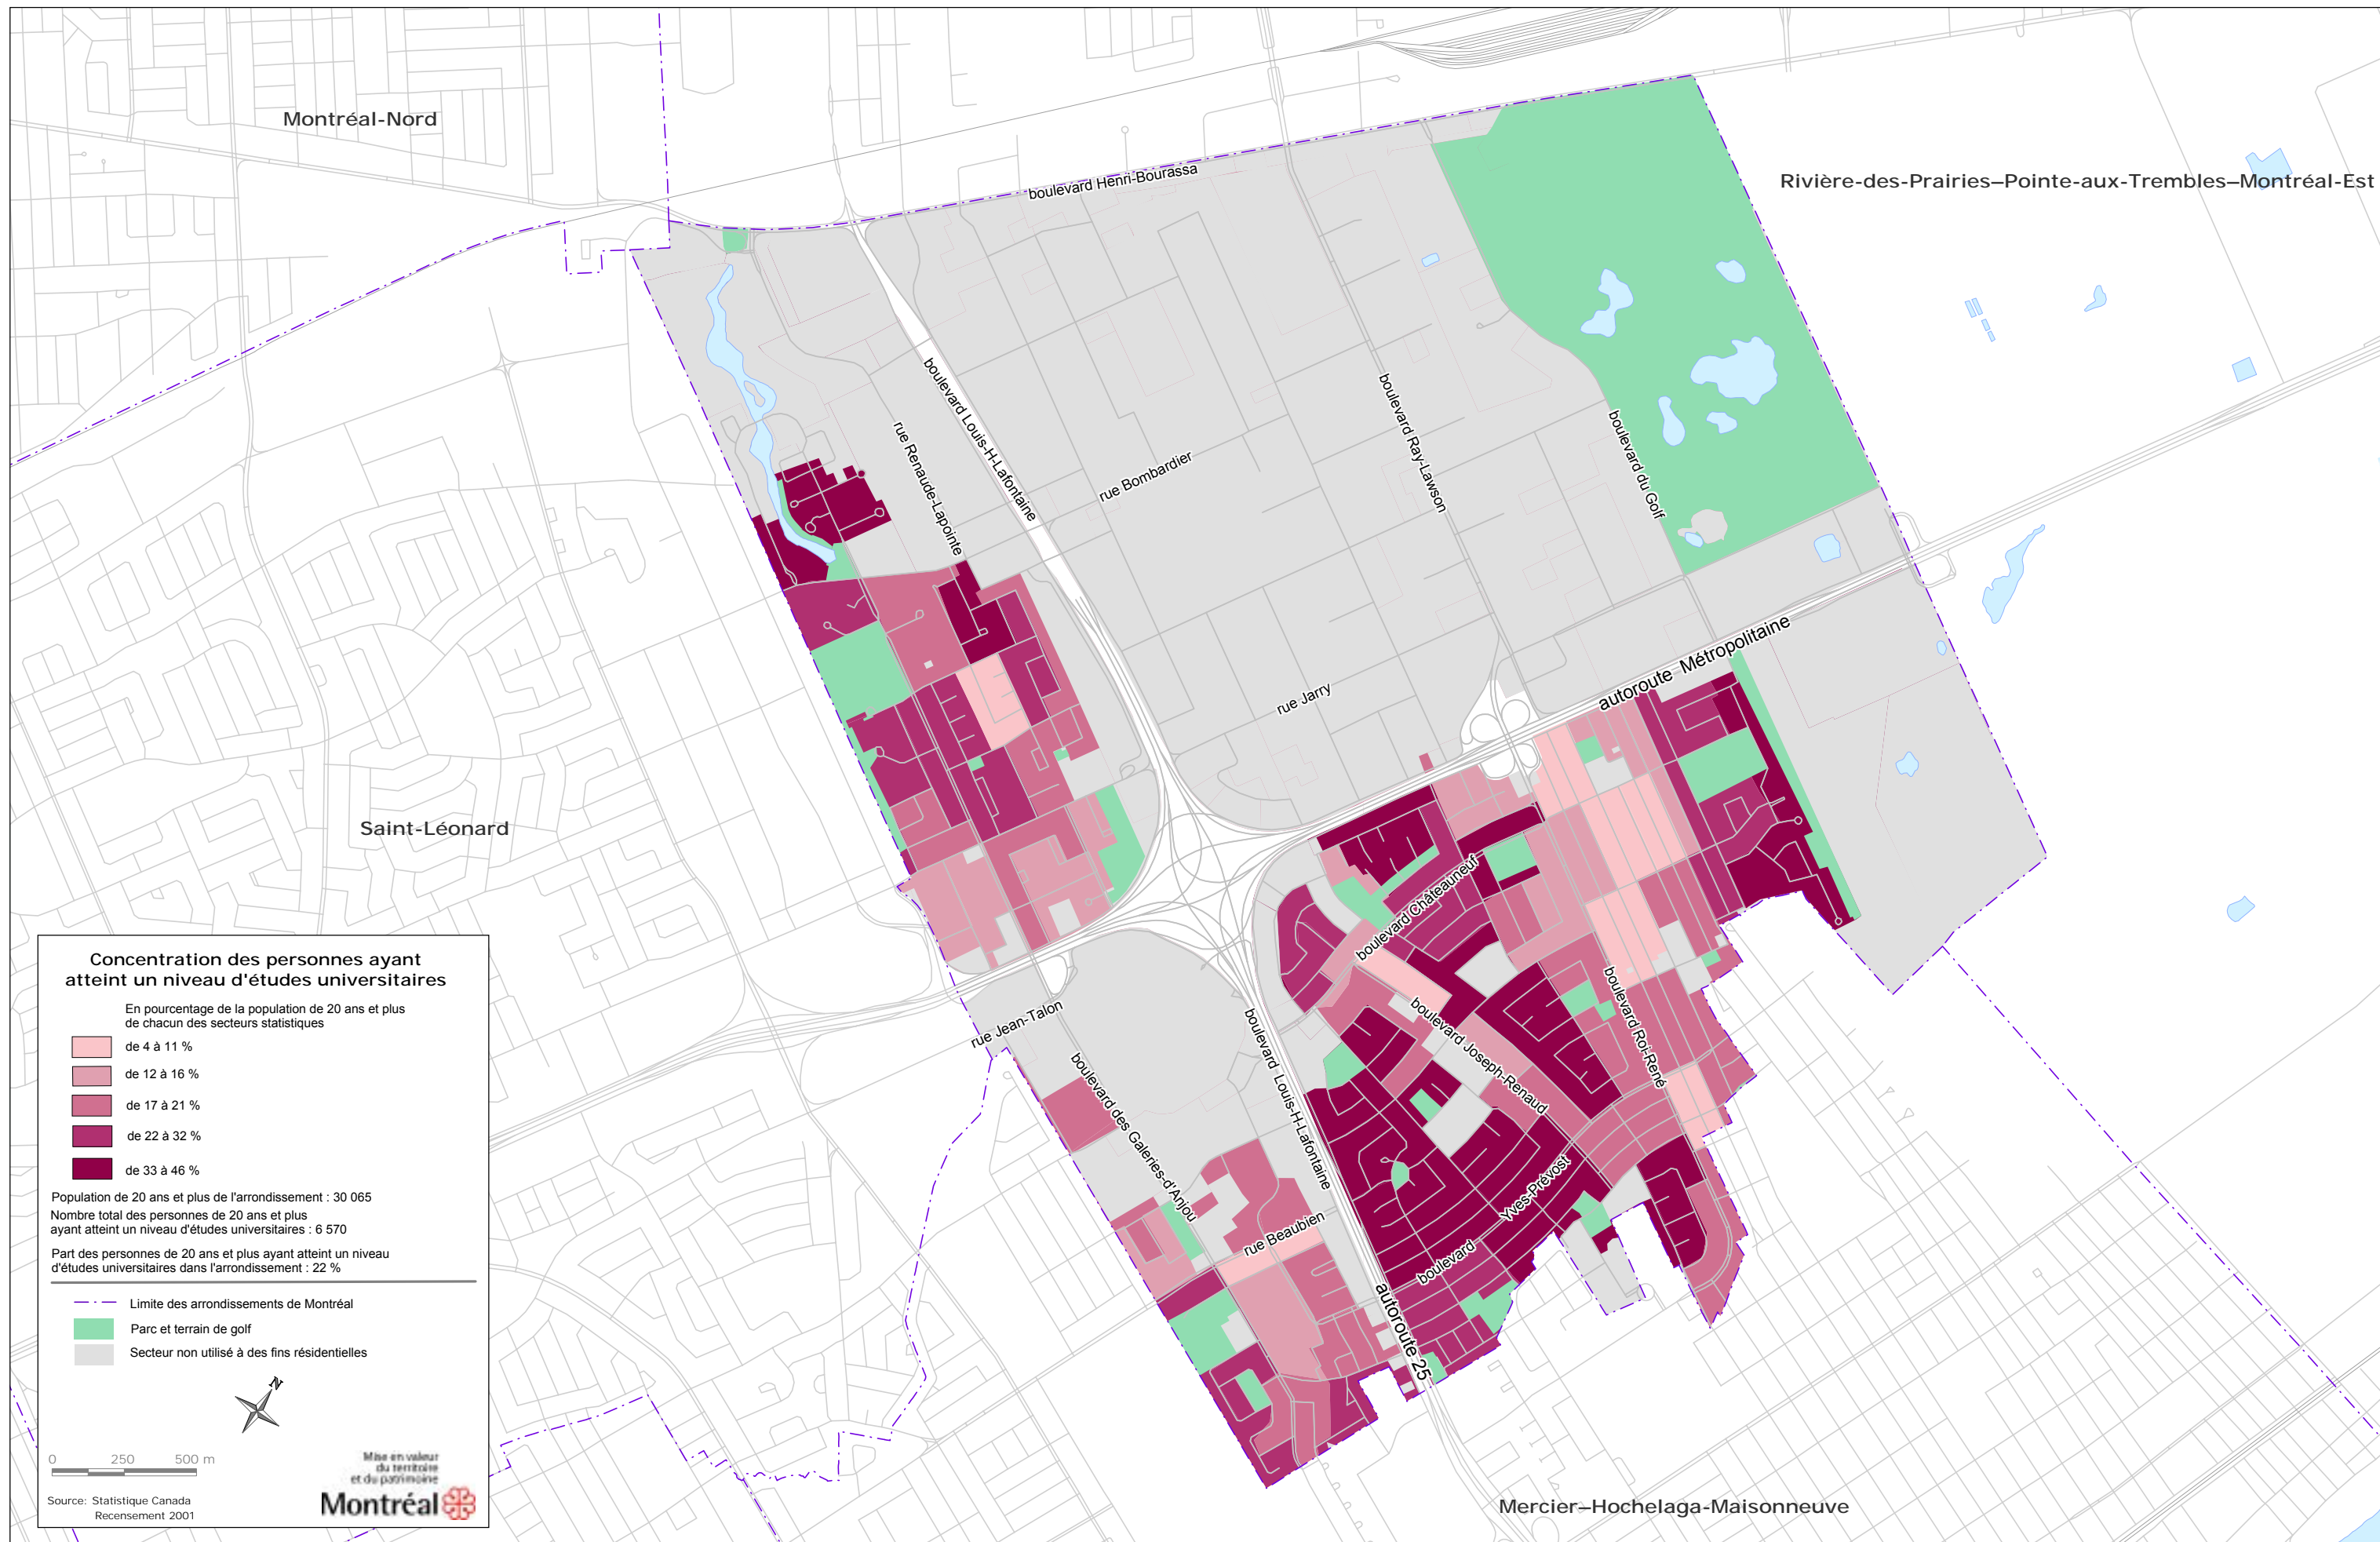 Montréal-Nord
Rivière-des-Prairies–Pointe-aux-Trembles–Montréal-Est
boulevard Henri-Bourassa
boulevard Louis-H-Lafontaine
rue Renaude-Lapointe
rue Bombardier
boulevard Ray-Lawson
boulevard du Golf
rue Jarry
autoroute Métropolitaine
Saint-Léonard
boulevard Châteauneuf
boulevard Joseph-Renaud
boulevard Roi-René
rue Jean-Talon
boulevard des Galeries-d'Anjou
boulevard Louis-H-Lafontaine
rue Beaubien
boulevard Yves-Prévost
autoroute 25
Mercier–Hochelaga-Maisonneuve
Concentration des personnes ayant
atteint un niveau d'études universitaires
En pourcentage de la population de 20 ans et plus
de chacun des secteurs statistiques
de 4 à 11 %
de 12 à 16 %
de 17 à 21 %
de 22 à 32 %
de 33 à 46 %
Population de 20 ans et plus de l'arrondissement : 30 065
Nombre total des personnes de 20 ans et plus
ayant atteint un niveau d'études universitaires : 6 570
Part des personnes de 20 ans et plus ayant atteint un niveau
d'études universitaires dans l'arrondissement : 22 %
Limite des arrondissements de Montréal
Parc et terrain de golf
Secteur non utilisé à des fins résidentielles
N
0 250 500 m
Mise en valeur
du territoire
et du patrimoine
Montréal
Source: Statistique Canada
Recensement 2001